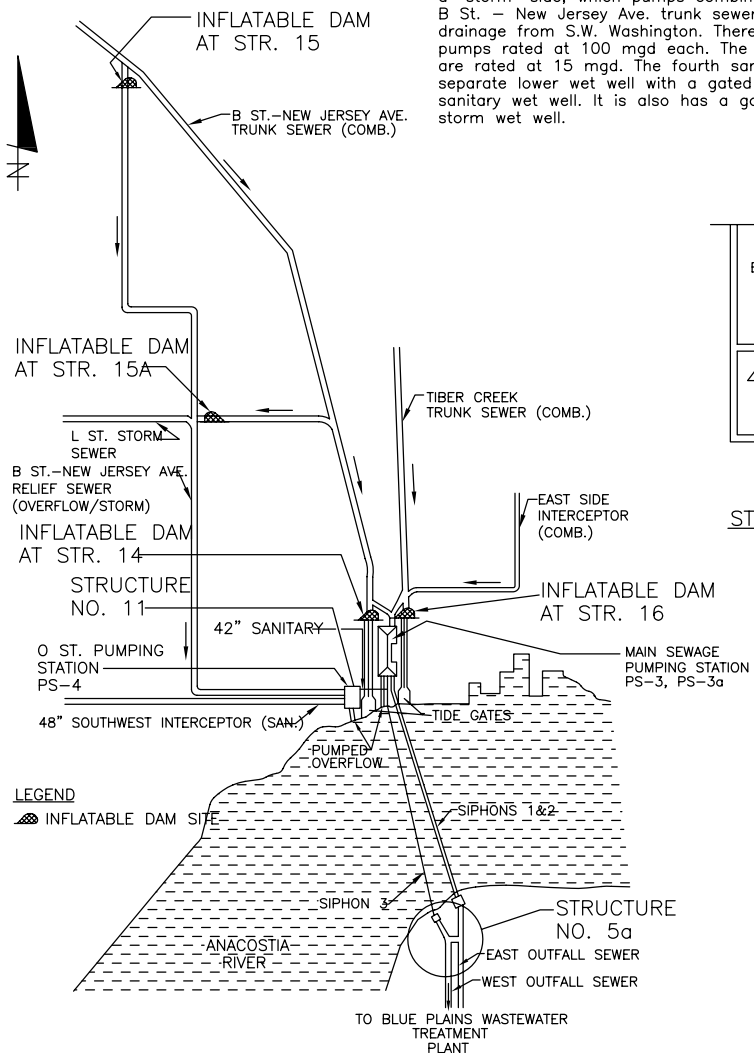 a "storm" side, which pumps combin
B St. – New Jersey Ave. trunk sewer
drainage from S.W. Washington. There
pumps rated at 100 mgd each. The
are rated at 15 mgd. The fourth san
separate lower wet well with a gated
sanitary wet well. It is also has a ga
storm wet well.
INFLATABLE DAM
AT STR. 15
B ST.–NEW JERSEY AVE.
TRUNK SEWER (COMB.)
N
INFLATABLE DAM
AT STR. 15A
TIBER CREEK
TRUNK SEWER (COMB.)
L ST. STORM
SEWER
B ST.–NEW JERSEY AVE.
RELIEF SEWER
(OVERFLOW/STORM)
EAST SIDE
INTERCEPTOR
(COMB.)
INFLATABLE DAM
AT STR. 14
STRUCTURE
NO. 11
INFLATABLE DAM
AT STR. 16
42" SANITARY
O ST. PUMPING
STATION
PS–4
MAIN SEWAGE
PUMPING STATION
PS–3, PS–3a
48" SOUTHWEST INTERCEPTOR (SAN.)
TIDE GATES
PUMPED
OVERFLOW
LEGEND
INFLATABLE DAM SITE
SIPHONS 1&2
SIPHON 3
STRUCTURE
NO. 5a
ANACOSTIA
RIVER
EAST OUTFALL SEWER
WEST OUTFALL SEWER
TO BLUE PLAINS WASTEWATER
TREATMENT
PLANT
4
ST